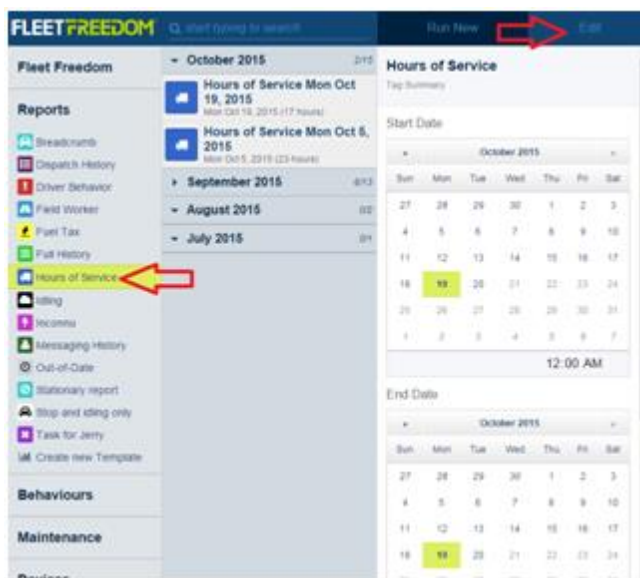 FLEETFREEDOM
start typing to search
Run New
Edit
Fleet Freedom
Reports
Breadcrumb
Dispatch History
Driver Behavior
Field Worker
Fuel Tax
Full History
Hours of Service
Idling
Inconnu
Messaging History
Out-of-Date
Stationary report
Stop and idling only
Task for Jerry
Create new Template
Behaviours
Maintenance
October 2015
2/15
Hours of Service Mon Oct
19, 2015
Mon Oct 19, 2015 (17 hours)
Hours of Service Mon Oct 5,
2015
Mon Oct 5, 2015 (23 hours)
September 2015
August 2015
July 2015
Hours of Service
Tag Summary
Start Date
October 2015
Sun Mon Tue Wed Thu Fri Sat
27 28 29 30 1 2 3
4 5 6 7 8 9 10
11 12 13 14 15 16 17
18 19 20 21 22 23 24
25 26 27 28 29 30 31
1 2 3 4 5 6 7
12:00 AM
End Date
October 2015
Sun Mon Tue Wed Thu Fri Sat
27 28 29 30 1 2 3
4 5 6 7 8 9 10
11 12 13 14 15 16 17
18 19 20 21 22 23 24